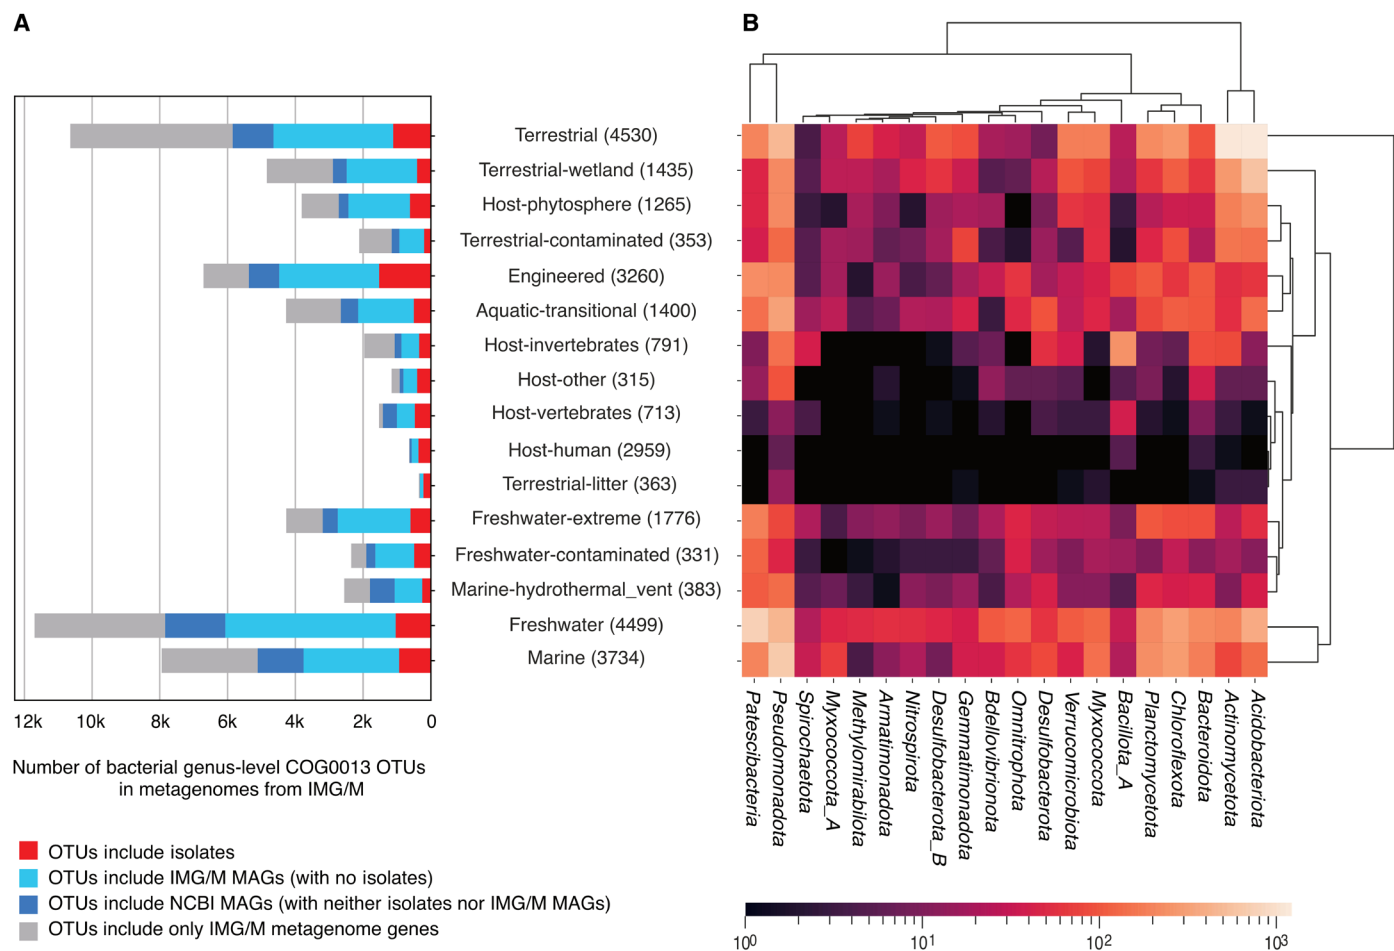 A
B
Terrestrial (4530)
Terrestrial-wetland (1435)
Host-phytosphere (1265)
Terrestrial-contaminated (353)
Engineered (3260)
Aquatic-transitional (1400)
Host-invertebrates (791)
Host-other (315)
Host-vertebrates (713)
Host-human (2959)
Terrestrial-litter (363)
Freshwater-extreme (1776)
Freshwater-contaminated (331)
Marine-hydrothermal_vent (383)
Freshwater (4499)
Marine (3734)
12k 10k 8k 6k 4k 2k 0
Number of bacterial genus-level COG0013 OTUs
in metagenomes from IMG/M
OTUs include isolates
OTUs include IMG/M MAGs (with no isolates)
OTUs include NCBI MAGs (with neither isolates nor IMG/M MAGs)
OTUs include only IMG/M metagenome genes
Patescibacteria
Pseudomonadota
Spirochaetota
Myxococcota_A
Methylomirabilota
Armatimonadota
Nitrospirota
Desulfobacterota_B
Gemmatimonadota
Bdellovibrionota
Omnitrophota
Desulfobacterota
Verrucomicrobiota
Myxococcota
Bacillota_A
Planctomycetota
Chloroflexota
Bacteroidota
Actinomycetota
Acidobacteriota
10⁰ 10¹ 10² 10³